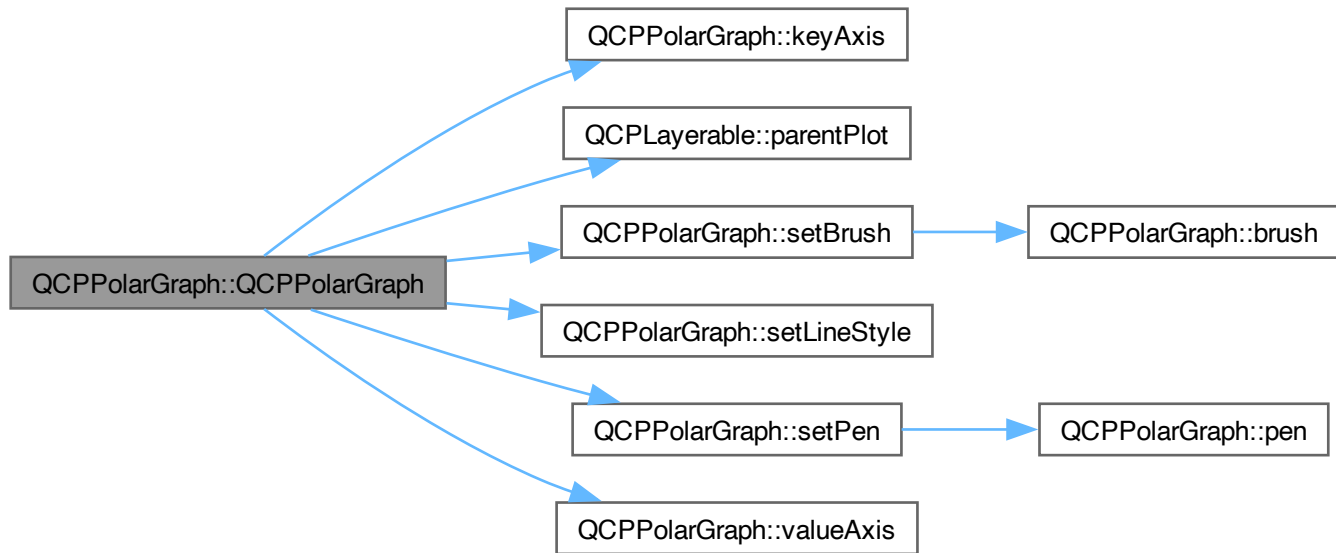 QCPPolarGraph::QCPPolarGraph
QCPPolarGraph::keyAxis
QCPLayerable::parentPlot
QCPPolarGraph::setBrush
QCPPolarGraph::brush
QCPPolarGraph::setLineStyle
QCPPolarGraph::setPen
QCPPolarGraph::pen
QCPPolarGraph::valueAxis